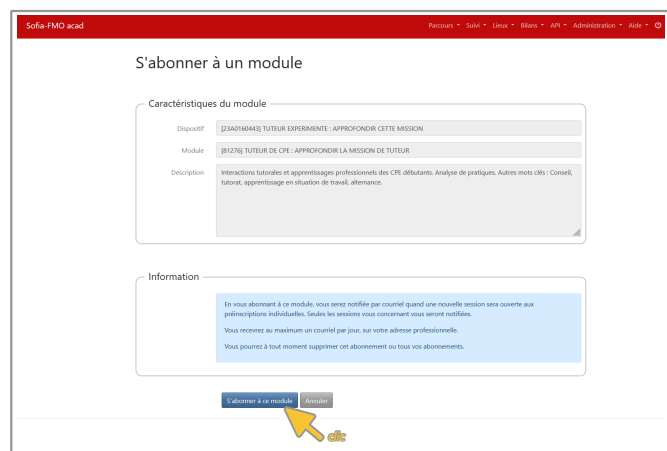 Sofia-FMO acad
Parcours Suivi Lieux Bilans API Administration Aide
S'abonner à un module
Caractéristiques du module
Dispositif
[23A0160443] TUTEUR EXPERIMENTE : APPROFONDIR CETTE MISSION
Module
[81276] TUTEUR DE CPE : APPROFONDIR LA MISSION DE TUTEUR
Description
Interactions tutorales et apprentissages professionnels des CPE débutants. Analyse de pratiques. Autres mots clés : Conseil,
tutorat, apprentissage en situation de travail, alternance.
Information
En vous abonnant à ce module, vous serez notifiée par courriel quand une nouvelle session sera ouverte aux
préinscriptions individuelles. Seules les sessions vous concernant vous seront notifiées.
Vous recevrez au maximum un courriel par jour, sur votre adresse professionnelle.
Vous pourrez à tout moment supprimer cet abonnement ou tous vos abonnements.
S'abonner à ce module Annuler
clic